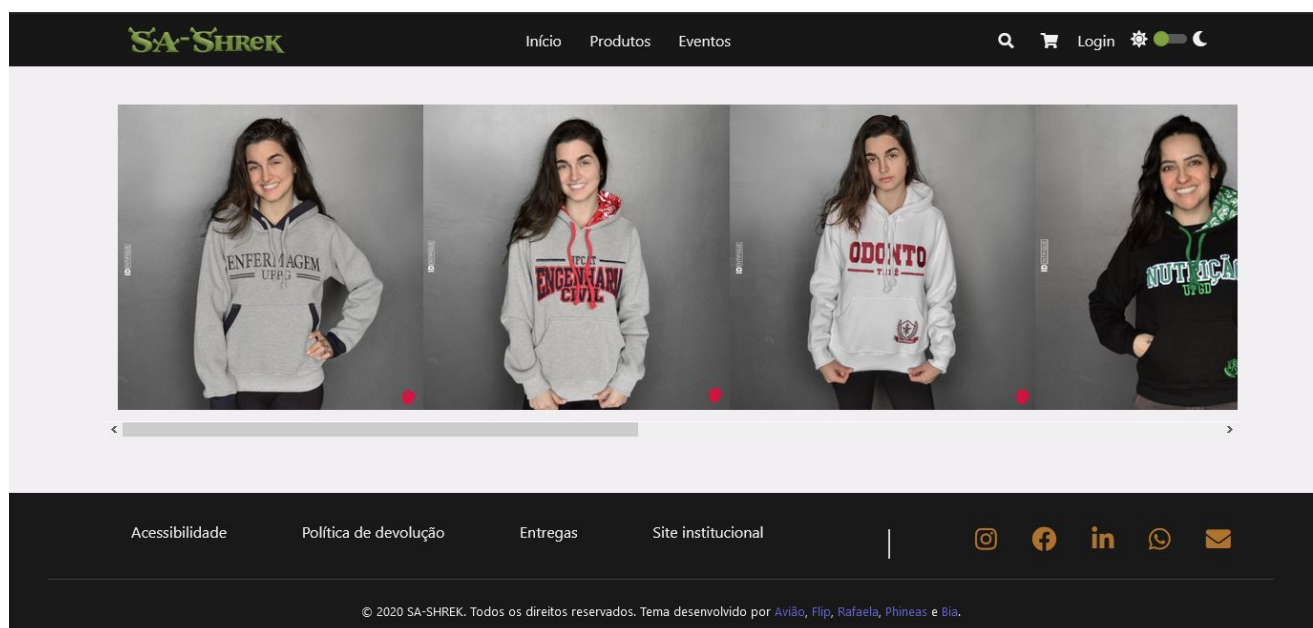 SA-SHReK
Início Produtos Eventos
Login
ENFERMAGEM
UFPG
UFCAT
ENGENHARIA
CIVIL
ODONTO
NUTRIÇÃ
UFGD
Acessibilidade Política de devolução Entregas Site institucional
© 2020 SA-SHREK. Todos os direitos reservados. Tema desenvolvido por Avião, Flip, Rafaela, Phineas e Bia.